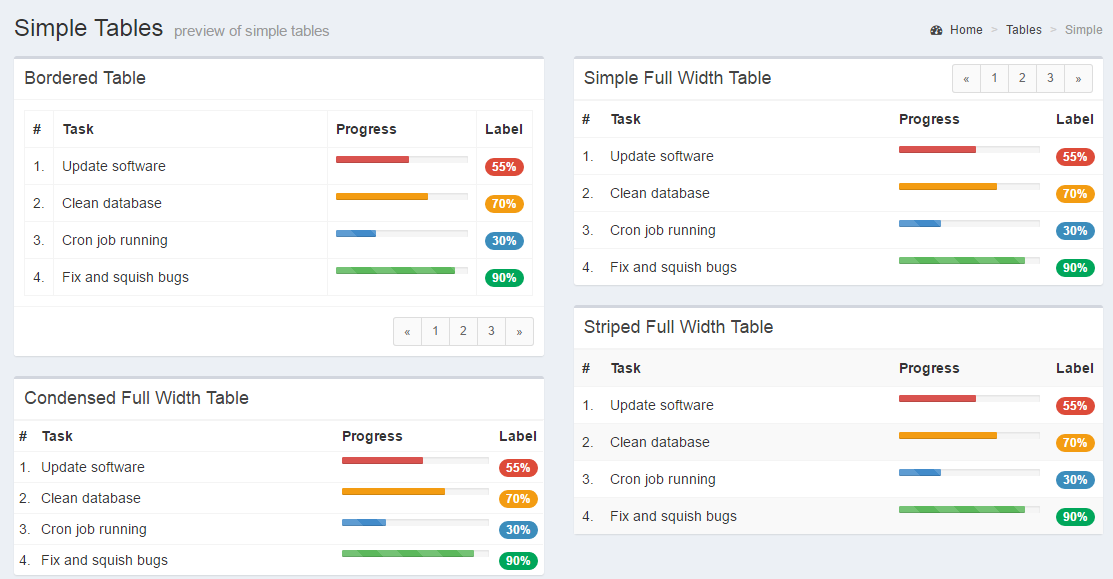 Simple Tables preview of simple tables
Home > Tables > Simple
Bordered Table
# Task Progress Label
1. Update software 55%
2. Clean database 70%
3. Cron job running 30%
4. Fix and squish bugs 90%
« 1 2 3 »
Condensed Full Width Table
# Task Progress Label
1. Update software 55%
2. Clean database 70%
3. Cron job running 30%
4. Fix and squish bugs 90%
Simple Full Width Table
« 1 2 3 »
# Task Progress Label
1. Update software 55%
2. Clean database 70%
3. Cron job running 30%
4. Fix and squish bugs 90%
Striped Full Width Table
# Task Progress Label
1. Update software 55%
2. Clean database 70%
3. Cron job running 30%
4. Fix and squish bugs 90%